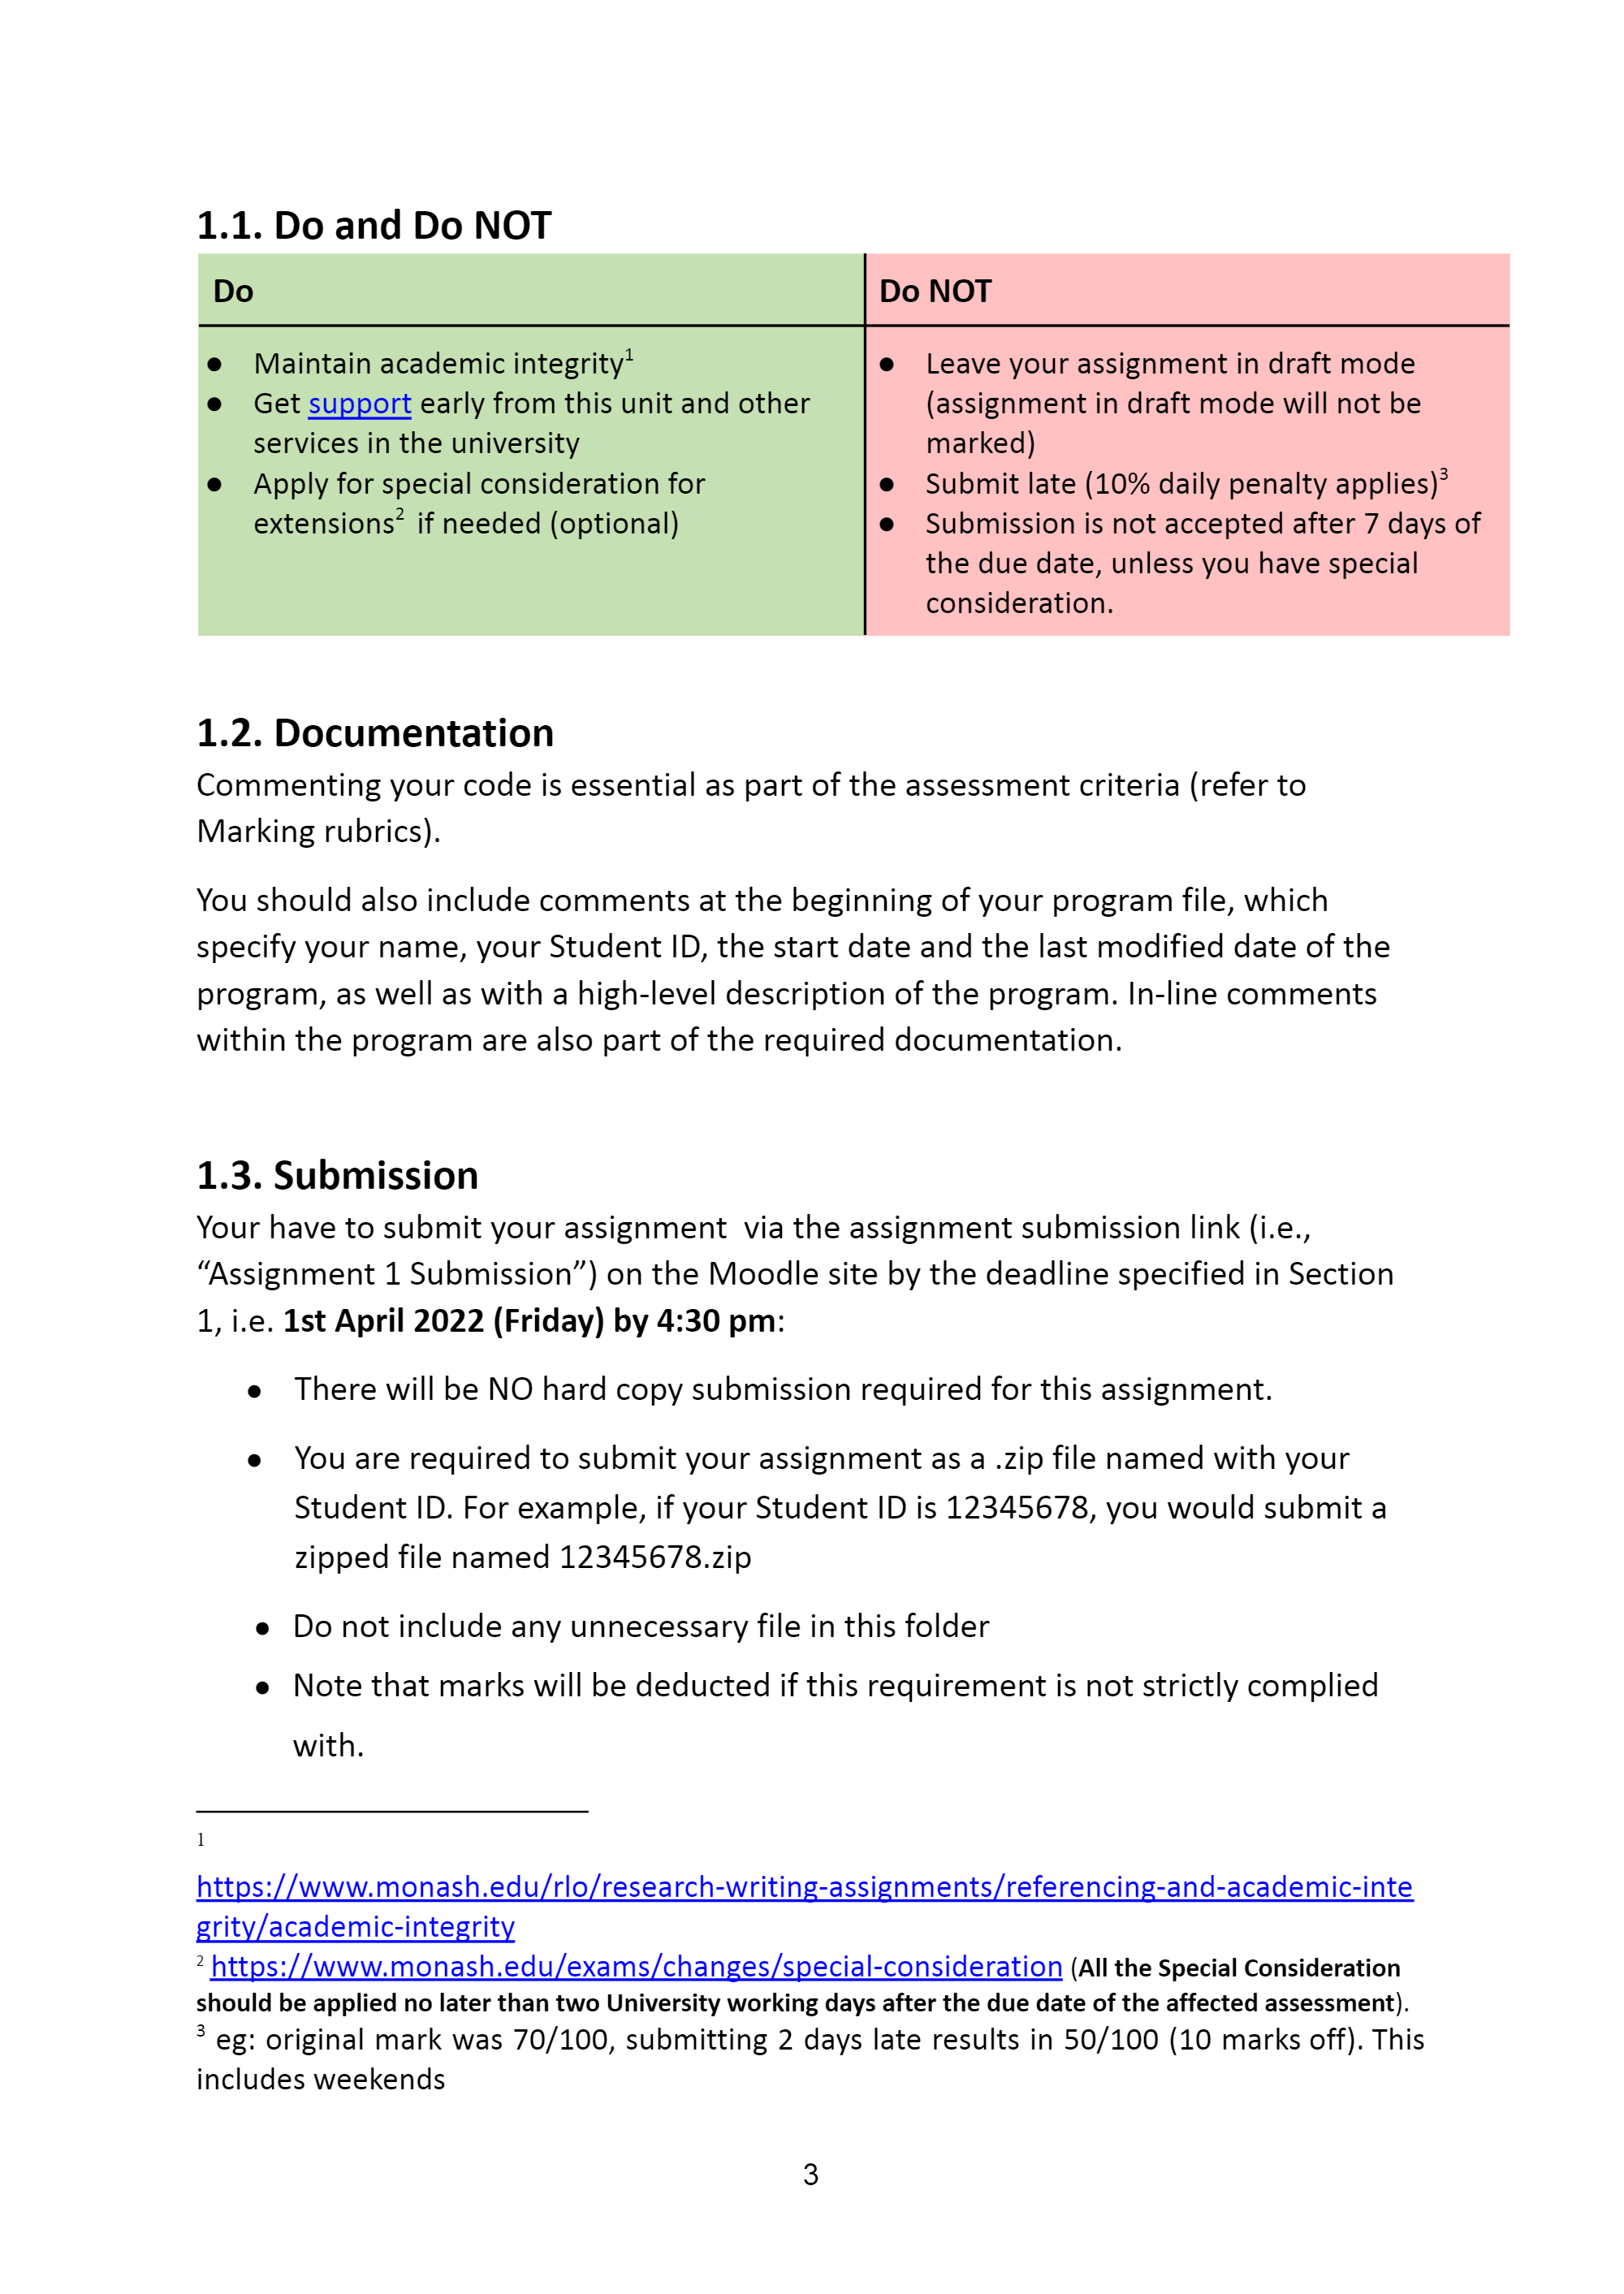 1.1. Do and Do NOT
Do
● Maintain academic integrity1
● Get support early from this unit and other
services in the university
● Apply for special consideration for
extensions2 if needed (optional)
Do NOT
● Leave your assignment in draft mode
(assignment in draft mode will not be
marked)
● Submit late (10% daily penalty applies)3
● Submission is not accepted after 7 days of
the due date, unless you have special
consideration.
1.2. Documentation
Commenting your code is essential as part of the assessment criteria (refer to
Marking rubrics).
You should also include comments at the beginning of your program file, which
specify your name, your Student ID, the start date and the last modified date of the
program, as well as with a high-level description of the program. In-line comments
within the program are also part of the required documentation.
1.3. Submission
Your have to submit your assignment via the assignment submission link (i.e.,
“Assignment 1 Submission”) on the Moodle site by the deadline specified in Section
1, i.e. 1st April 2022 (Friday) by 4:30 pm:
● There will be NO hard copy submission required for this assignment.
● You are required to submit your assignment as a .zip file named with your
Student ID. For example, if your Student ID is 12345678, you would submit a
zipped file named 12345678.zip
● Do not include any unnecessary file in this folder
● Note that marks will be deducted if this requirement is not strictly complied
with.
1
https://www.monash.edu/rlo/research-writing-assignments/referencing-and-academic-inte
grity/academic-integrity
2 https://www.monash.edu/exams/changes/special-consideration (All the Special Consideration
should be applied no later than two University working days after the due date of the affected assessment).
3 eg: original mark was 70/100, submitting 2 days late results in 50/100 (10 marks off). This
includes weekends
3